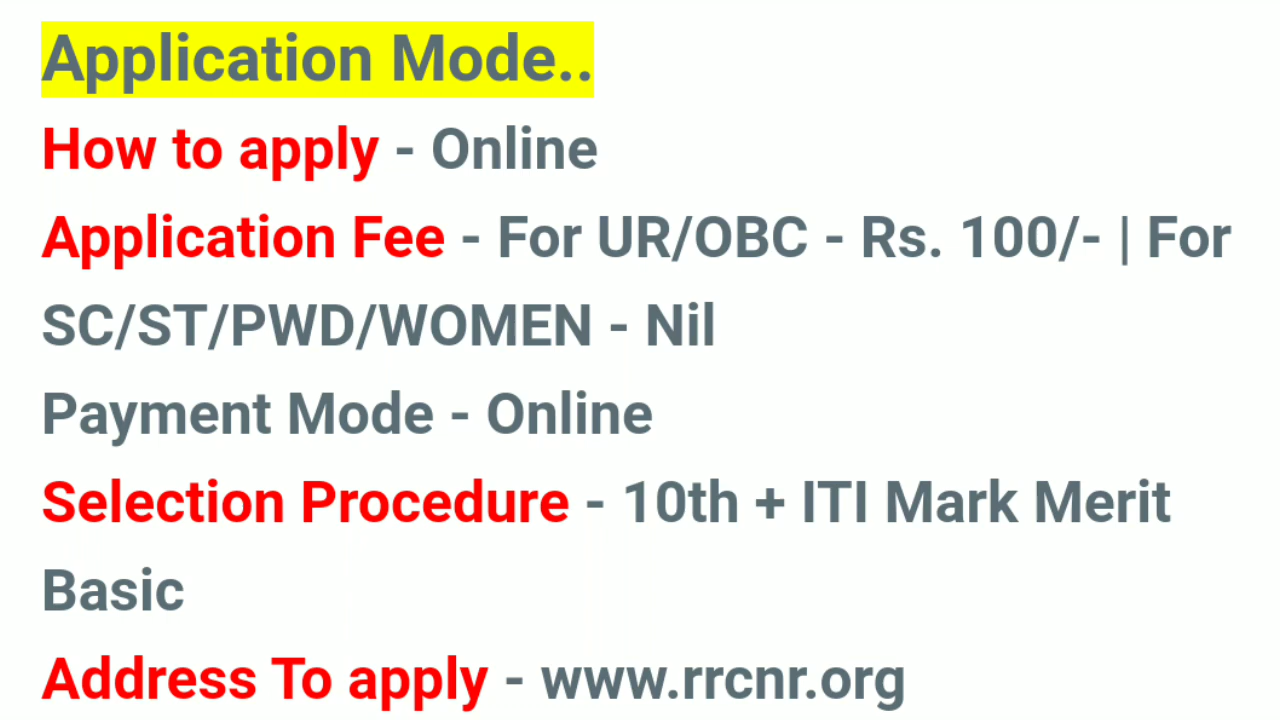 Application Mode..
How to apply - Online
Application Fee - For UR/OBC - Rs. 100/- | For
SC/ST/PWD/WOMEN - Nil
Payment Mode - Online
Selection Procedure - 10th + ITI Mark Merit
Basic
Address To apply - www.rrcnr.org